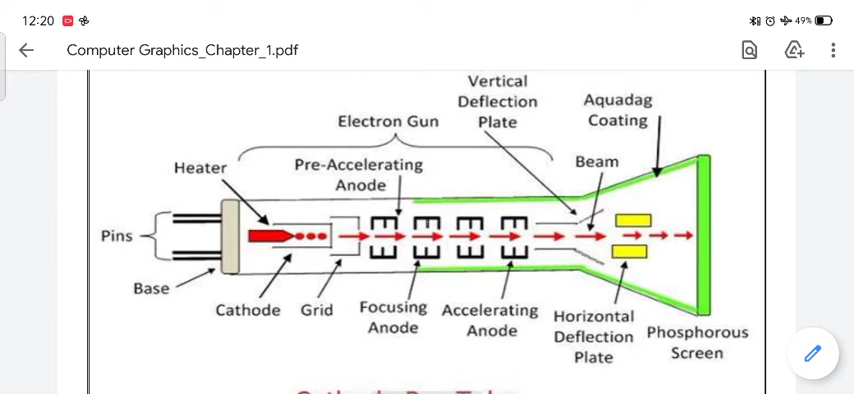 12:20
49%
Computer Graphics_Chapter_1.pdf
Vertical
Deflection
Plate
Aquadag
Coating
Electron Gun
Heater
Pre-Accelerating
Anode
Beam
Pins
Base
Cathode
Grid
Focusing
Anode
Accelerating
Anode
Horizontal
Deflection
Plate
Phosphorous
Screen